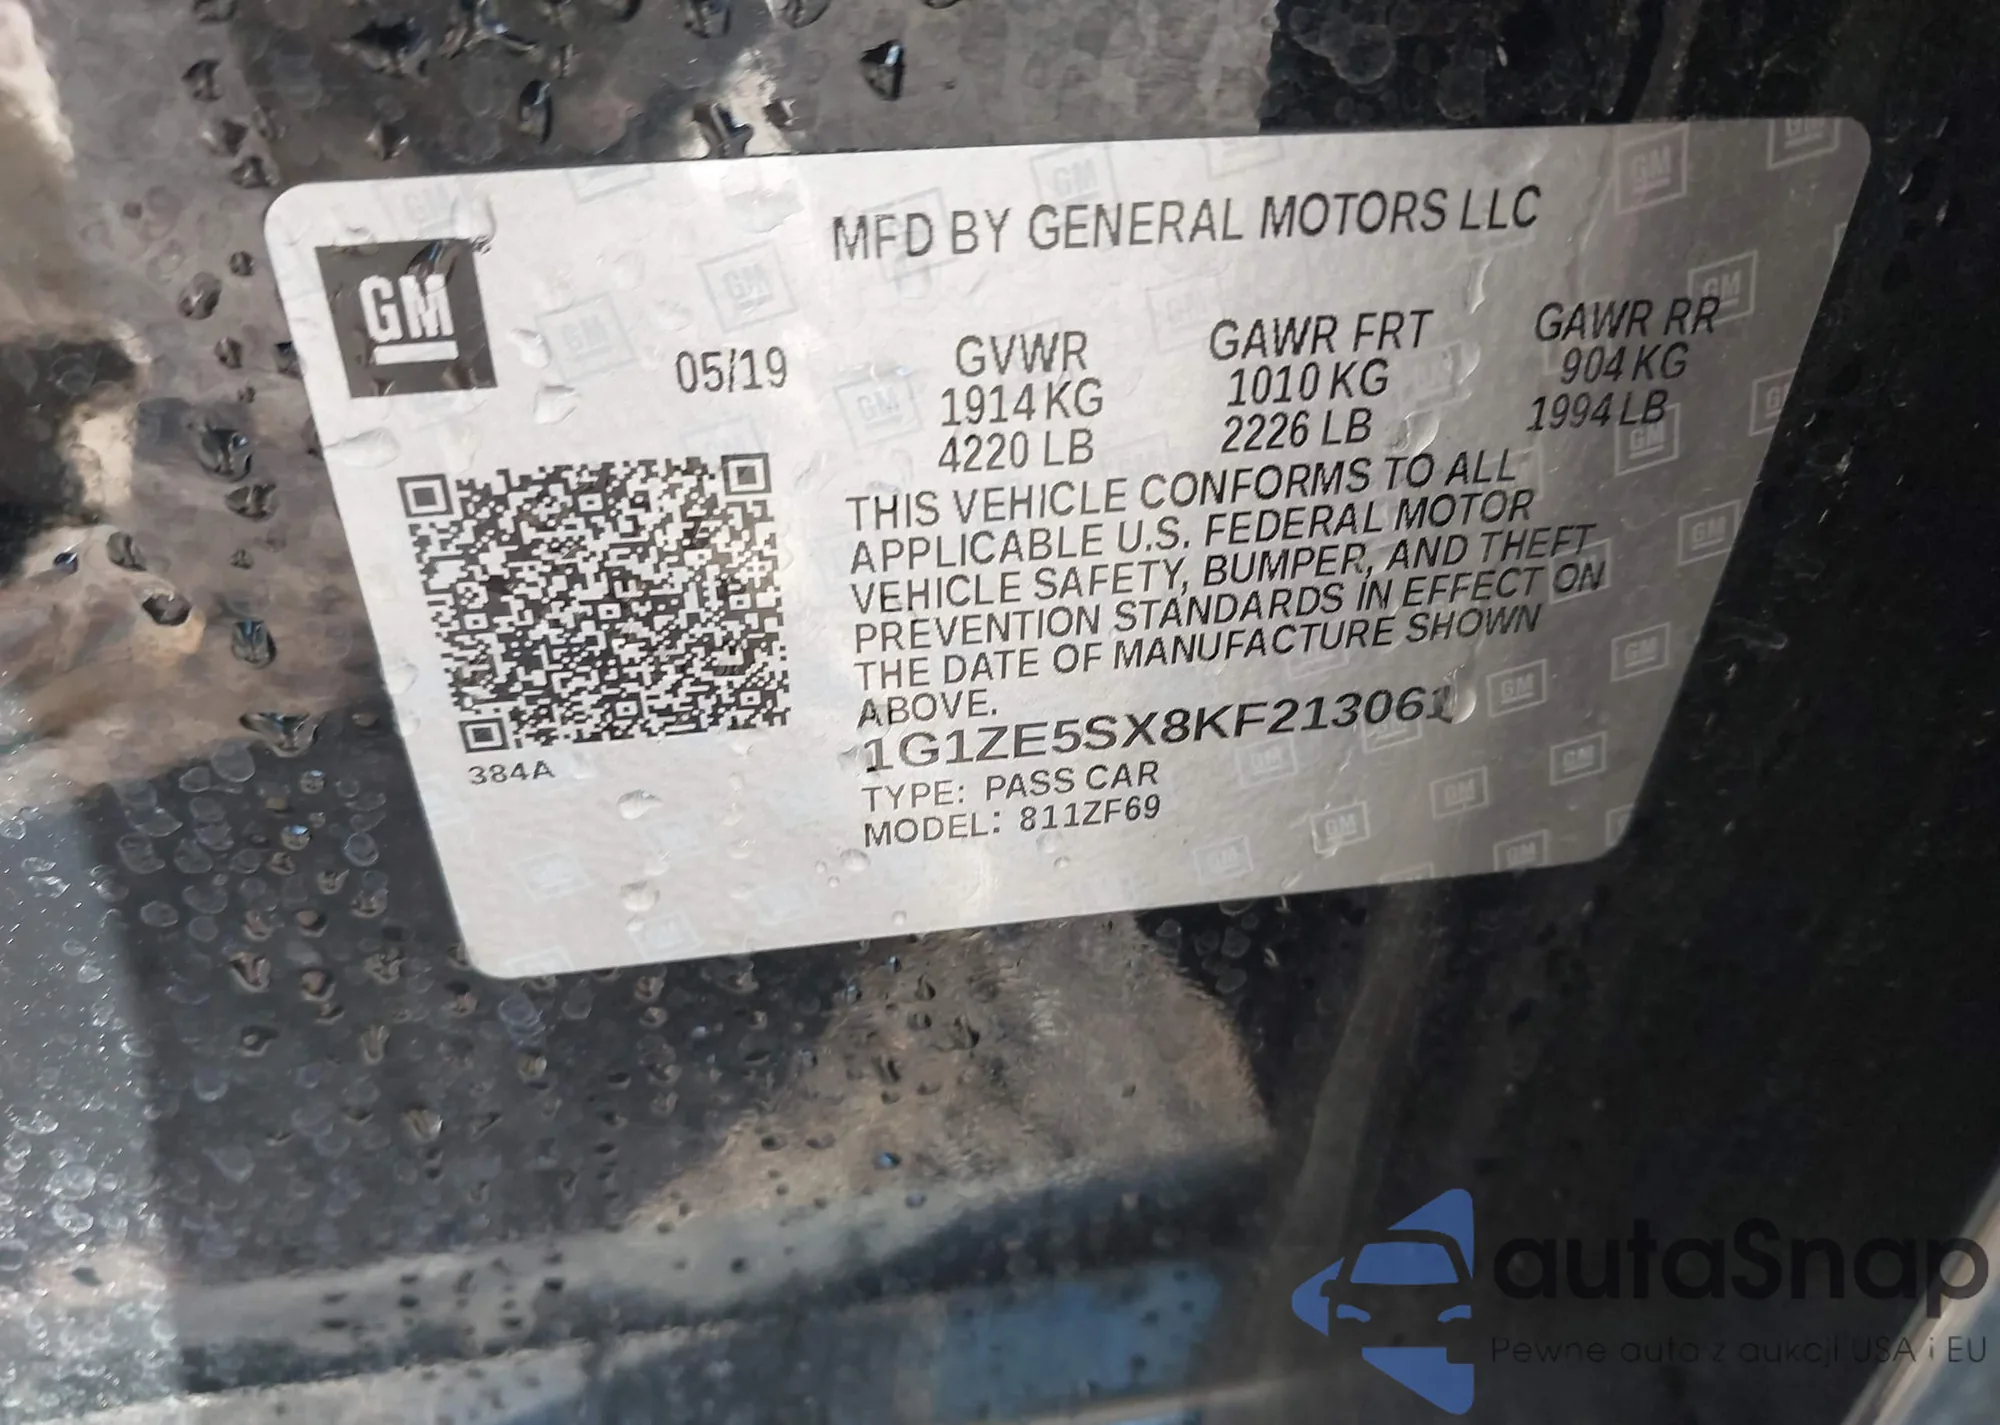 MFD BY GENERAL MOTORS LLC
GM
05/19
GVWR
1914 KG
4220 LB
GAWR FRT
1010 KG
2226 LB
GAWR RR
904 KG
1994 LB
THIS VEHICLE CONFORMS TO ALL
APPLICABLE U.S. FEDERAL MOTOR
VEHICLE SAFETY, BUMPER, AND THEFT
PREVENTION STANDARDS IN EFFECT ON
THE DATE OF MANUFACTURE SHOWN
ABOVE.
1G1ZE5SX8KF213061
TYPE: PASS CAR
MODEL: 811ZF69
384A
autaSnap
Pewne auta z aukcji USA i EU